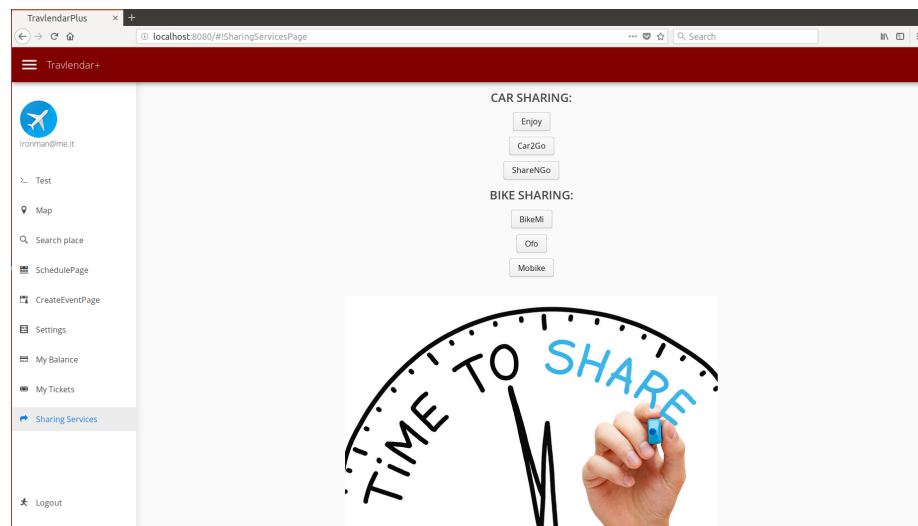 TravlendarPlus
localhost:8080/#!SharingServicesPage
Search
Travlendar+
ironman@me.it
Test
Map
Search place
SchedulePage
CreateEventPage
Settings
My Balance
My Tickets
Sharing Services
Logout
CAR SHARING:
Enjoy
Car2Go
ShareNGo
BIKE SHARING:
BikeMi
Ofo
Mobike
TiME TO SHARE